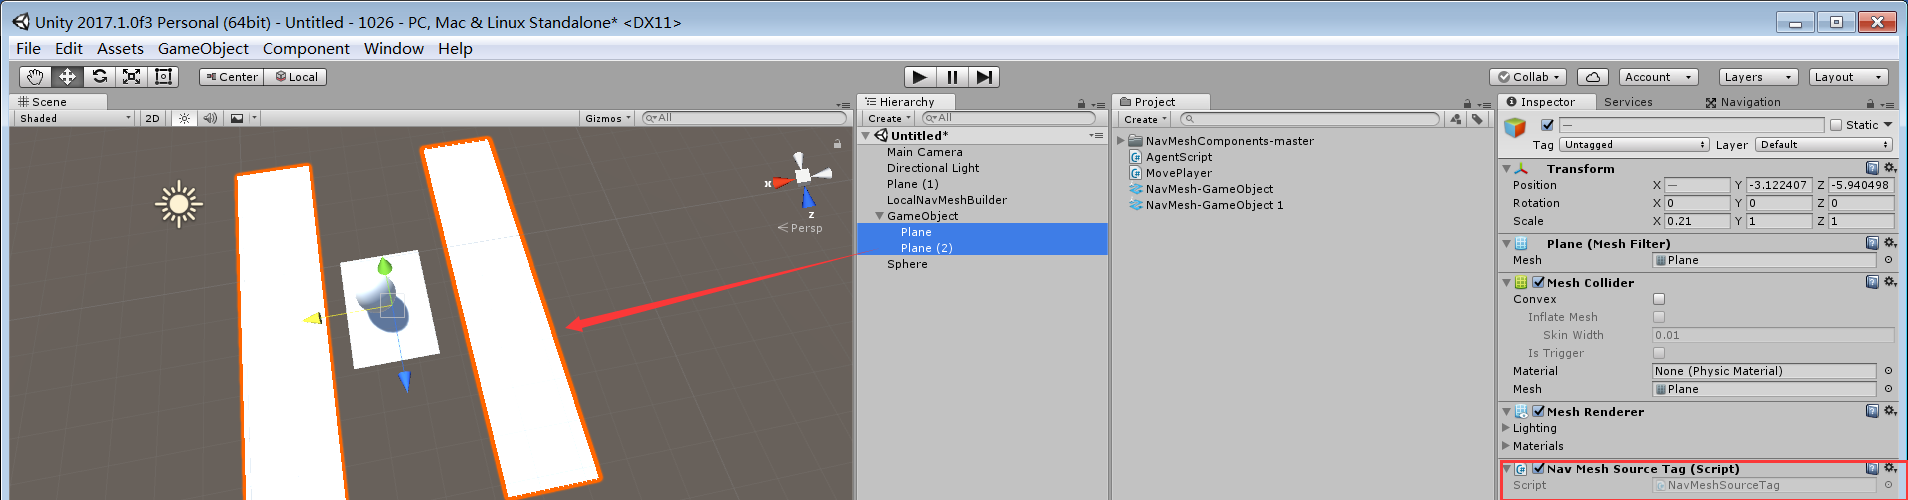 Unity 2017.1.0f3 Personal (64bit) - Untitled - 1026 - PC, Mac & Linux Standalone* <DX11>
File Edit Assets GameObject Component Window Help
Center Local Collab Account Layers Layout
Scene
Shaded 2D Gizmos All
x
z
Persp
Hierarchy
Create All
Untitled*
Main Camera
Directional Light
Plane (1)
LocalNavMeshBuilder
GameObject
Plane
Plane (2)
Sphere
Project
Create
NavMeshComponents-master
AgentScript
MovePlayer
NavMesh-GameObject
NavMesh-GameObject 1
Inspector Services Navigation
— Static
Tag Untagged Layer Default
Transform
Position X — Y -3.122407 Z -5.940498
Rotation X 0 Y 0 Z 0
Scale X 0.21 Y 1 Z 1
Plane (Mesh Filter)
Mesh Plane
Mesh Collider
Convex
Inflate Mesh
Skin Width 0.01
Is Trigger
Material None (Physic Material)
Mesh Plane
Mesh Renderer
Lighting
Materials
Nav Mesh Source Tag (Script)
Script NavMeshSourceTag